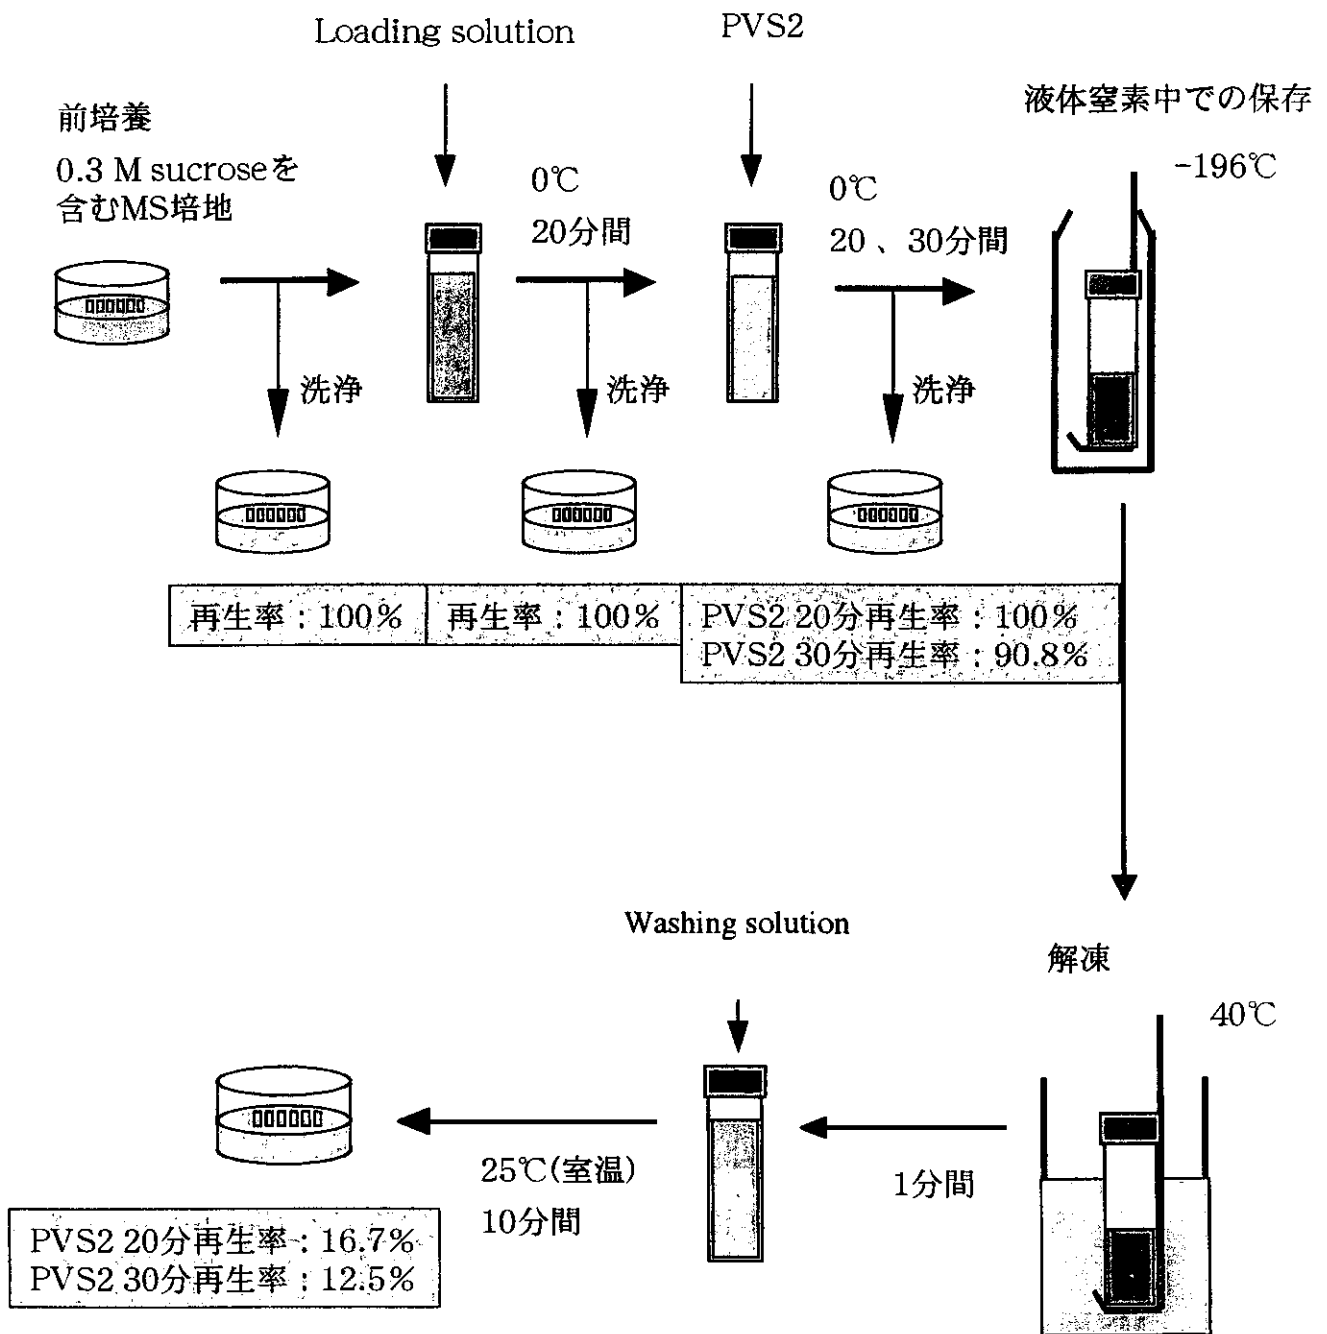 Loading solution
PVS2
液体窒素中での保存
-196℃
前培養
0.3 M sucroseを
含むMS培地
0℃
20分間
0℃
20 、30分間
洗浄
洗浄
洗浄
再生率：100%
再生率：100%
PVS2 20分再生率：100%
PVS2 30分再生率：90.8%
Washing solution
解凍
40℃
25℃(室温)
10分間
1分間
PVS2 20分再生率：16.7%
PVS2 30分再生率：12.5%